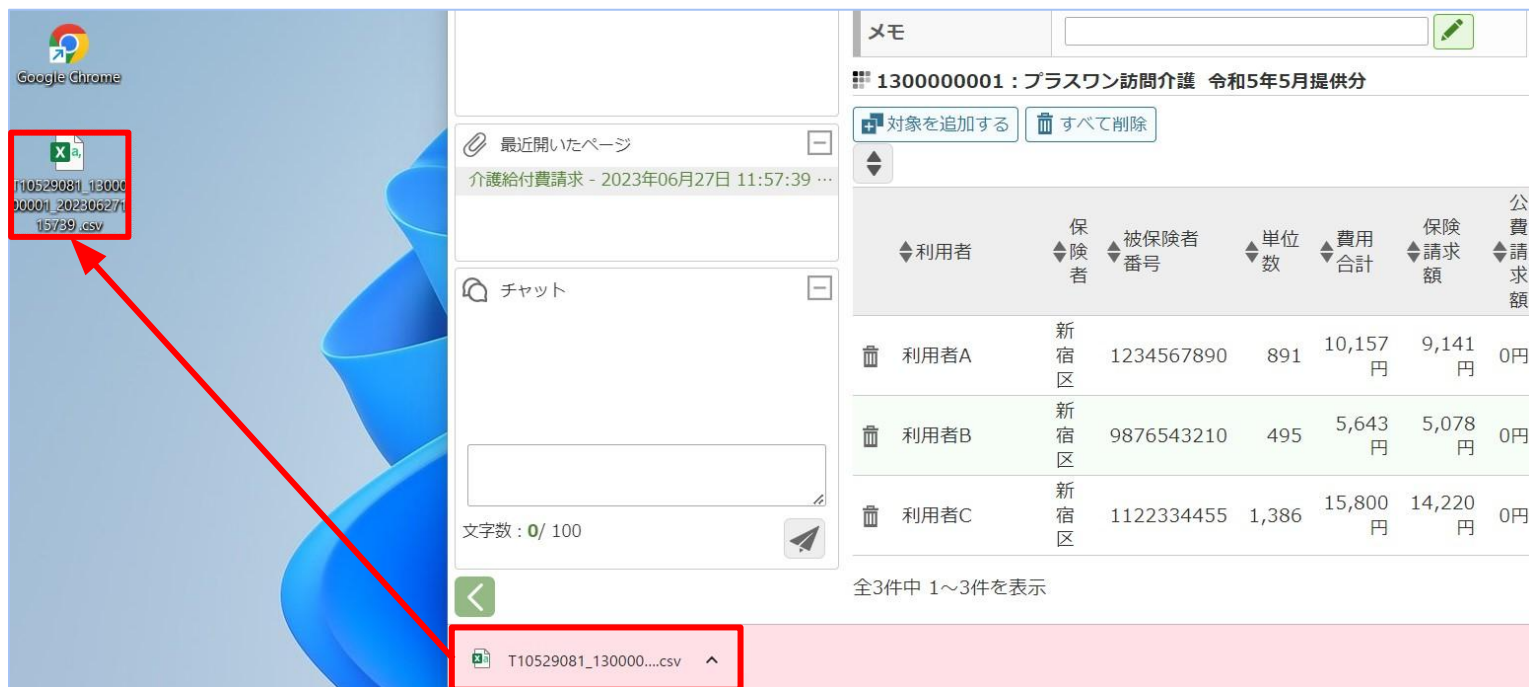 Google Chrome
T10529081_13000
00001_202306271
15739 .csv
最近開いたページ
介護給付費請求 - 2023年06月27日 11:57:39 …
チャット
文字数：0/ 100
T10529081_130000....csv
メモ
1300000001：プラスワン訪問介護 令和5年5月提供分
対象を追加する すべて削除
利用者 保険者 被保険者番号 単位数 費用合計 保険請求額 公費請求額
利用者A 新宿区 1234567890 891 10,157円 9,141円 0円
利用者B 新宿区 9876543210 495 5,643円 5,078円 0円
利用者C 新宿区 1122334455 1,386 15,800円 14,220円 0円
全3件中 1～3件を表示